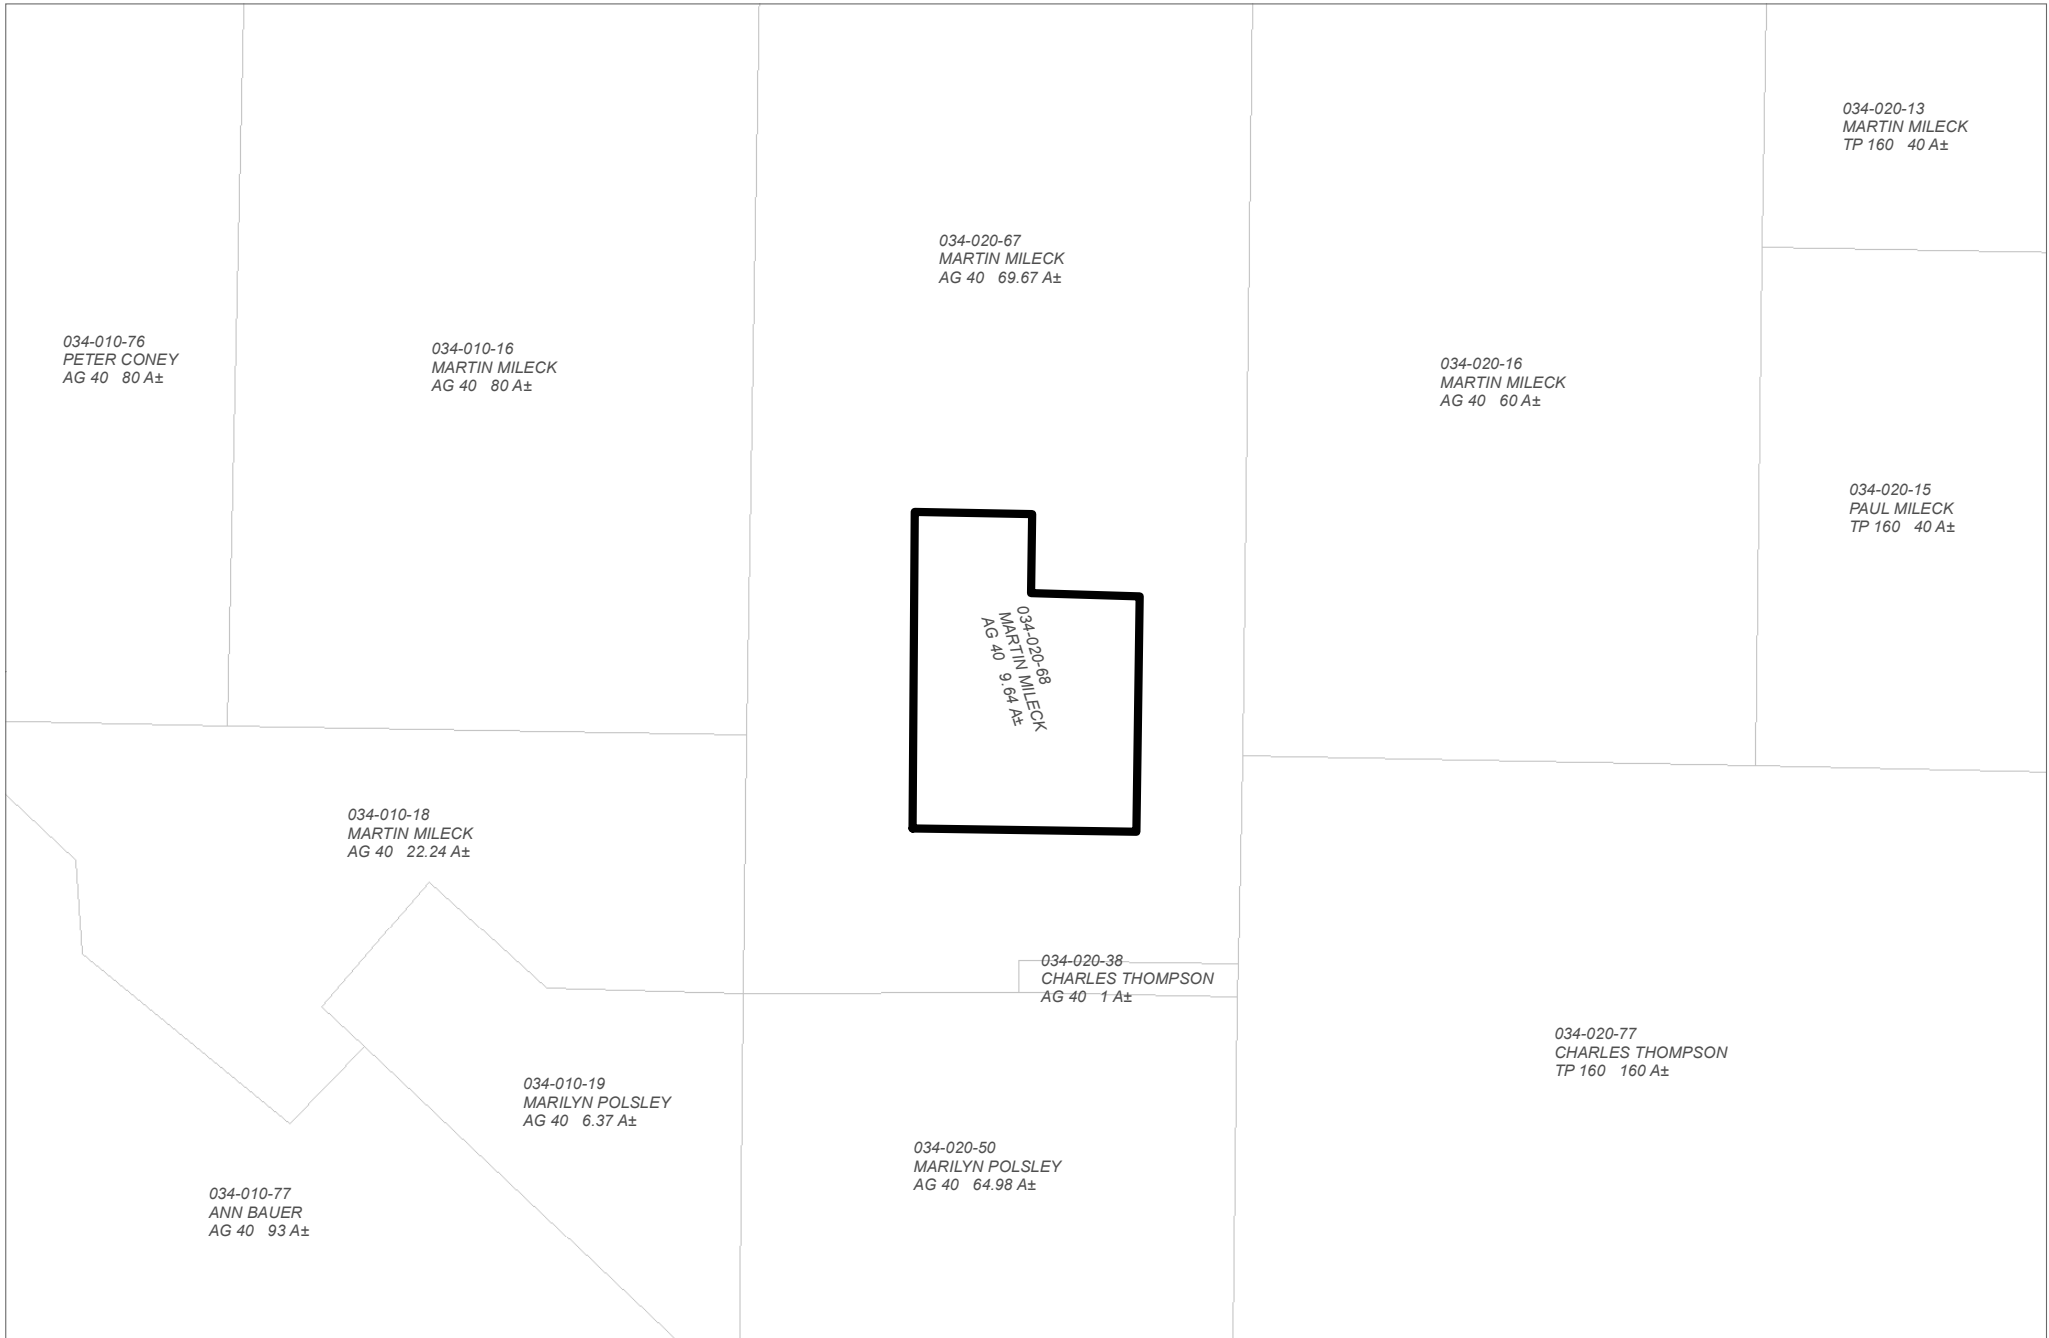 034-020-13
MARTIN MILECK
TP 160 40 A±
034-020-67
MARTIN MILECK
AG 40 69.67 A±
034-010-76
PETER CONEY
AG 40 80 A±
034-010-16
MARTIN MILECK
AG 40 80 A±
034-020-16
MARTIN MILECK
AG 40 60 A±
034-020-15
PAUL MILECK
TP 160 40 A±
034-020-68
MARTIN MILECK
AG 40 9.64 A±
034-010-18
MARTIN MILECK
AG 40 22.24 A±
034-020-38
CHARLES THOMPSON
AG 40 1 A±
034-020-77
CHARLES THOMPSON
TP 160 160 A±
034-010-19
MARILYN POLSLEY
AG 40 6.37 A±
034-020-50
MARILYN POLSLEY
AG 40 64.98 A±
034-010-77
ANN BAUER
AG 40 93 A±